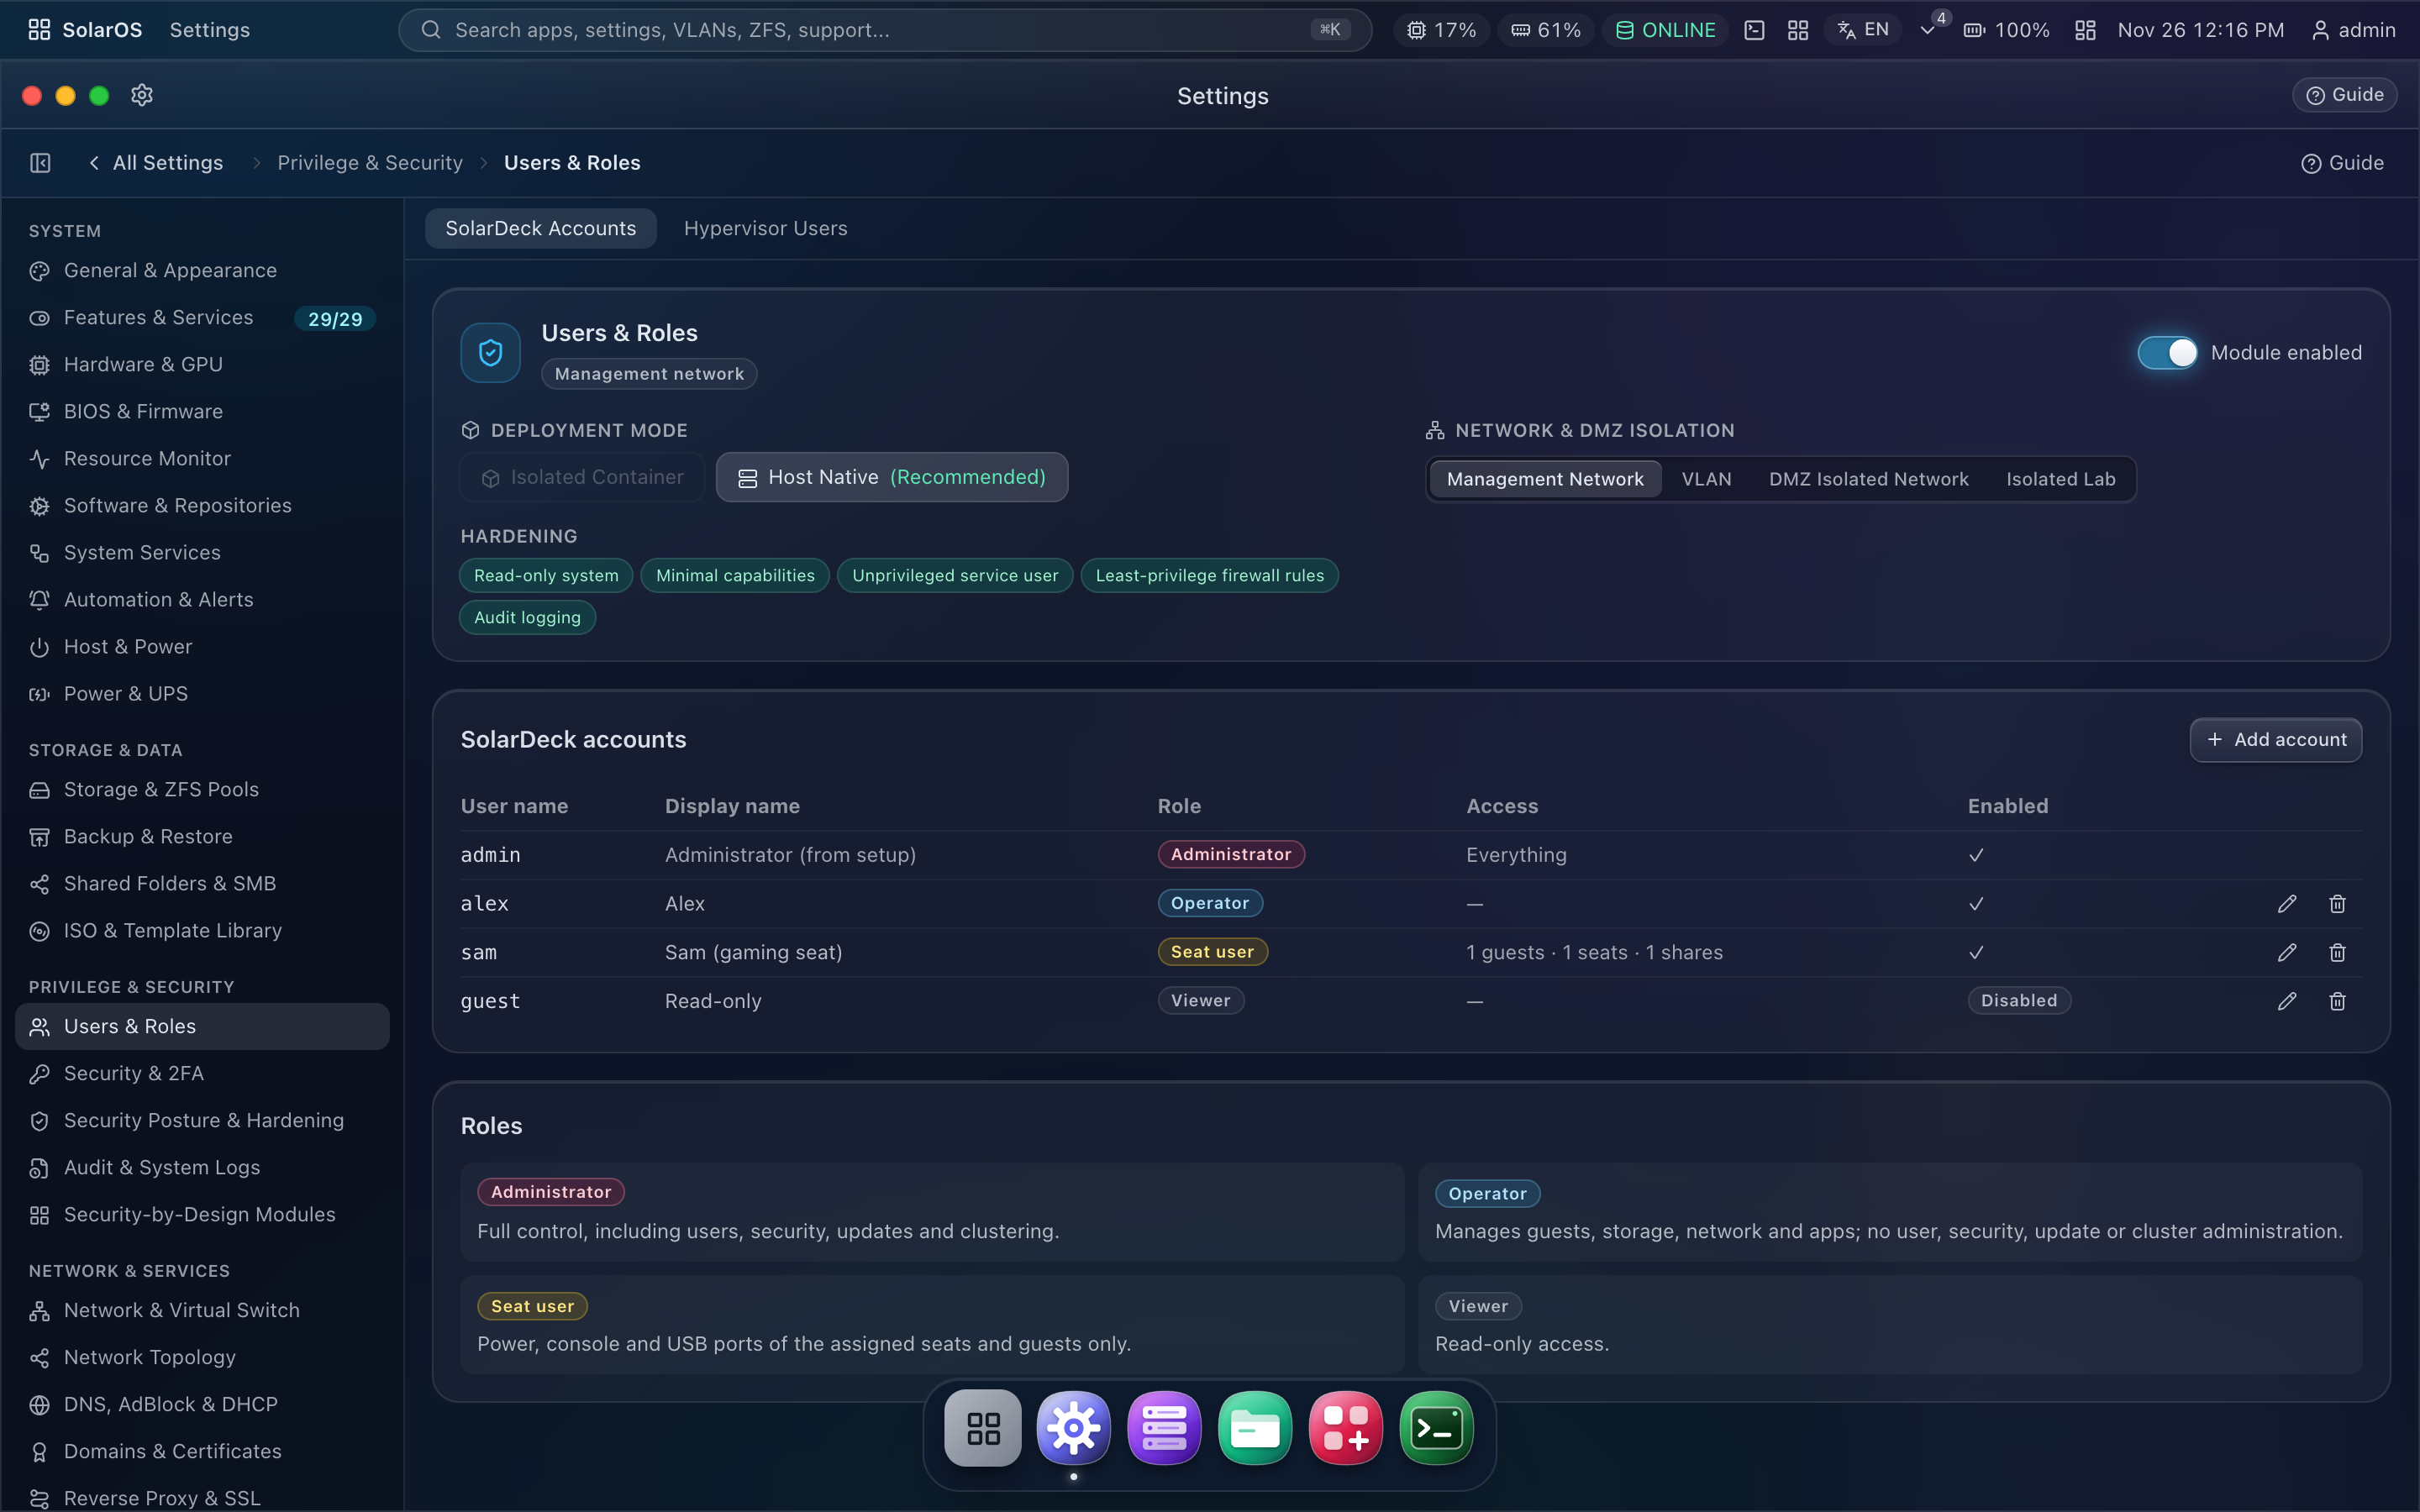 SolarOS Settings Search apps, settings, VLANs, ZFS, support... ⌘K 17% 61% ONLINE EN 4 100% Nov 26 12:16 PM admin
Settings Guide
All Settings Privilege & Security Users & Roles Guide
SYSTEM
General & Appearance
Features & Services 29/29
Hardware & GPU
BIOS & Firmware
Resource Monitor
Software & Repositories
System Services
Automation & Alerts
Host & Power
Power & UPS
STORAGE & DATA
Storage & ZFS Pools
Backup & Restore
Shared Folders & SMB
ISO & Template Library
PRIVILEGE & SECURITY
Users & Roles
Security & 2FA
Security Posture & Hardening
Audit & System Logs
Security-by-Design Modules
NETWORK & SERVICES
Network & Virtual Switch
Network Topology
DNS, AdBlock & DHCP
Domains & Certificates
Reverse Proxy & SSL
SolarDeck Accounts Hypervisor Users
Users & Roles
Management network
Module enabled
DEPLOYMENT MODE
Isolated Container Host Native (Recommended)
NETWORK & DMZ ISOLATION
Management Network VLAN DMZ Isolated Network Isolated Lab
HARDENING
Read-only system Minimal capabilities Unprivileged service user Least-privilege firewall rules
Audit logging
SolarDeck accounts Add account
User name Display name Role Access Enabled
admin Administrator (from setup) Administrator Everything ✓
alex Alex Operator — ✓
sam Sam (gaming seat) Seat user 1 guests · 1 seats · 1 shares ✓
guest Read-only Viewer — Disabled
Roles
Administrator
Full control, including users, security, updates and clustering.
Operator
Manages guests, storage, network and apps; no user, security, update or cluster administration.
Seat user
Power, console and USB ports of the assigned seats and guests only.
Viewer
Read-only access.